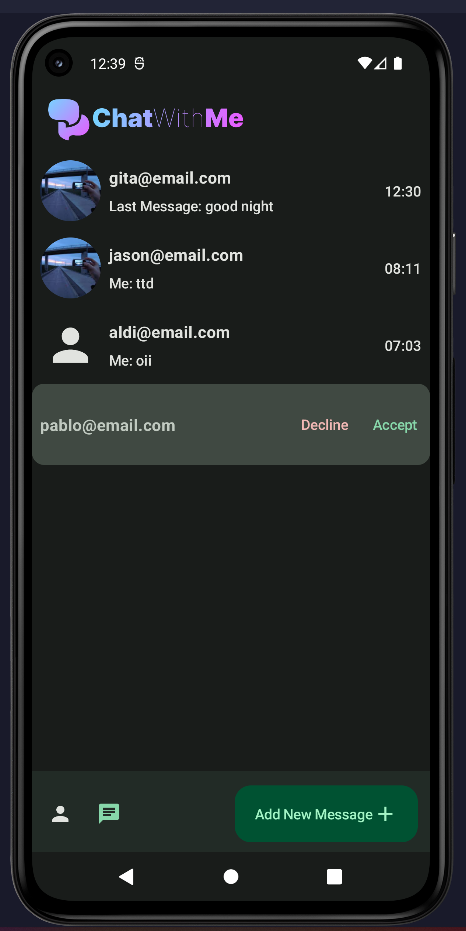 12:39
ChatWithMe
gita@email.com
Last Message: good night
12:30
jason@email.com
Me: ttd
08:11
aldi@email.com
Me: oii
07:03
pablo@email.com
Decline
Accept
Add New Message